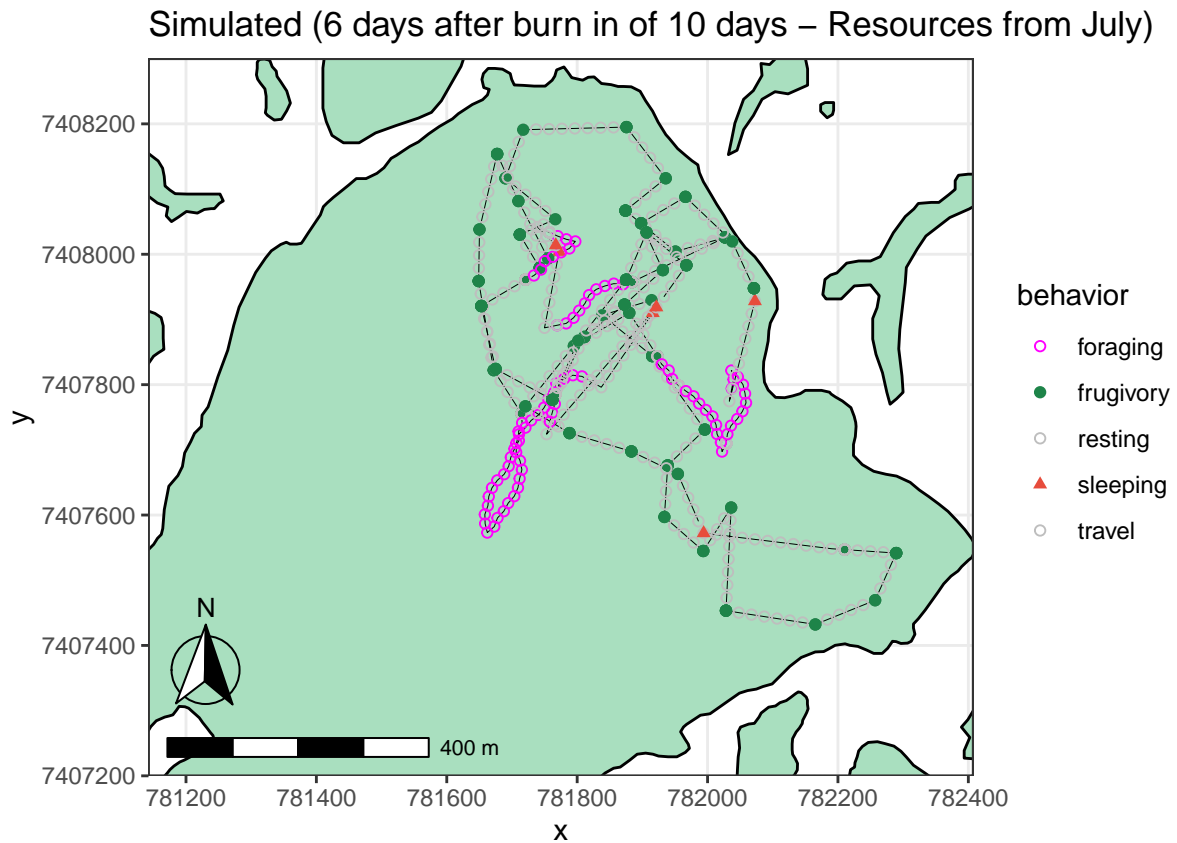 Simulated (6 days after burn in of 10 days – Resources from July)
7408200
7408000
7407800
7407600
7407400
7407200
y
N
400 m
781200 781400 781600 781800 782000 782200 782400
x
behavior
foraging
frugivory
resting
sleeping
travel